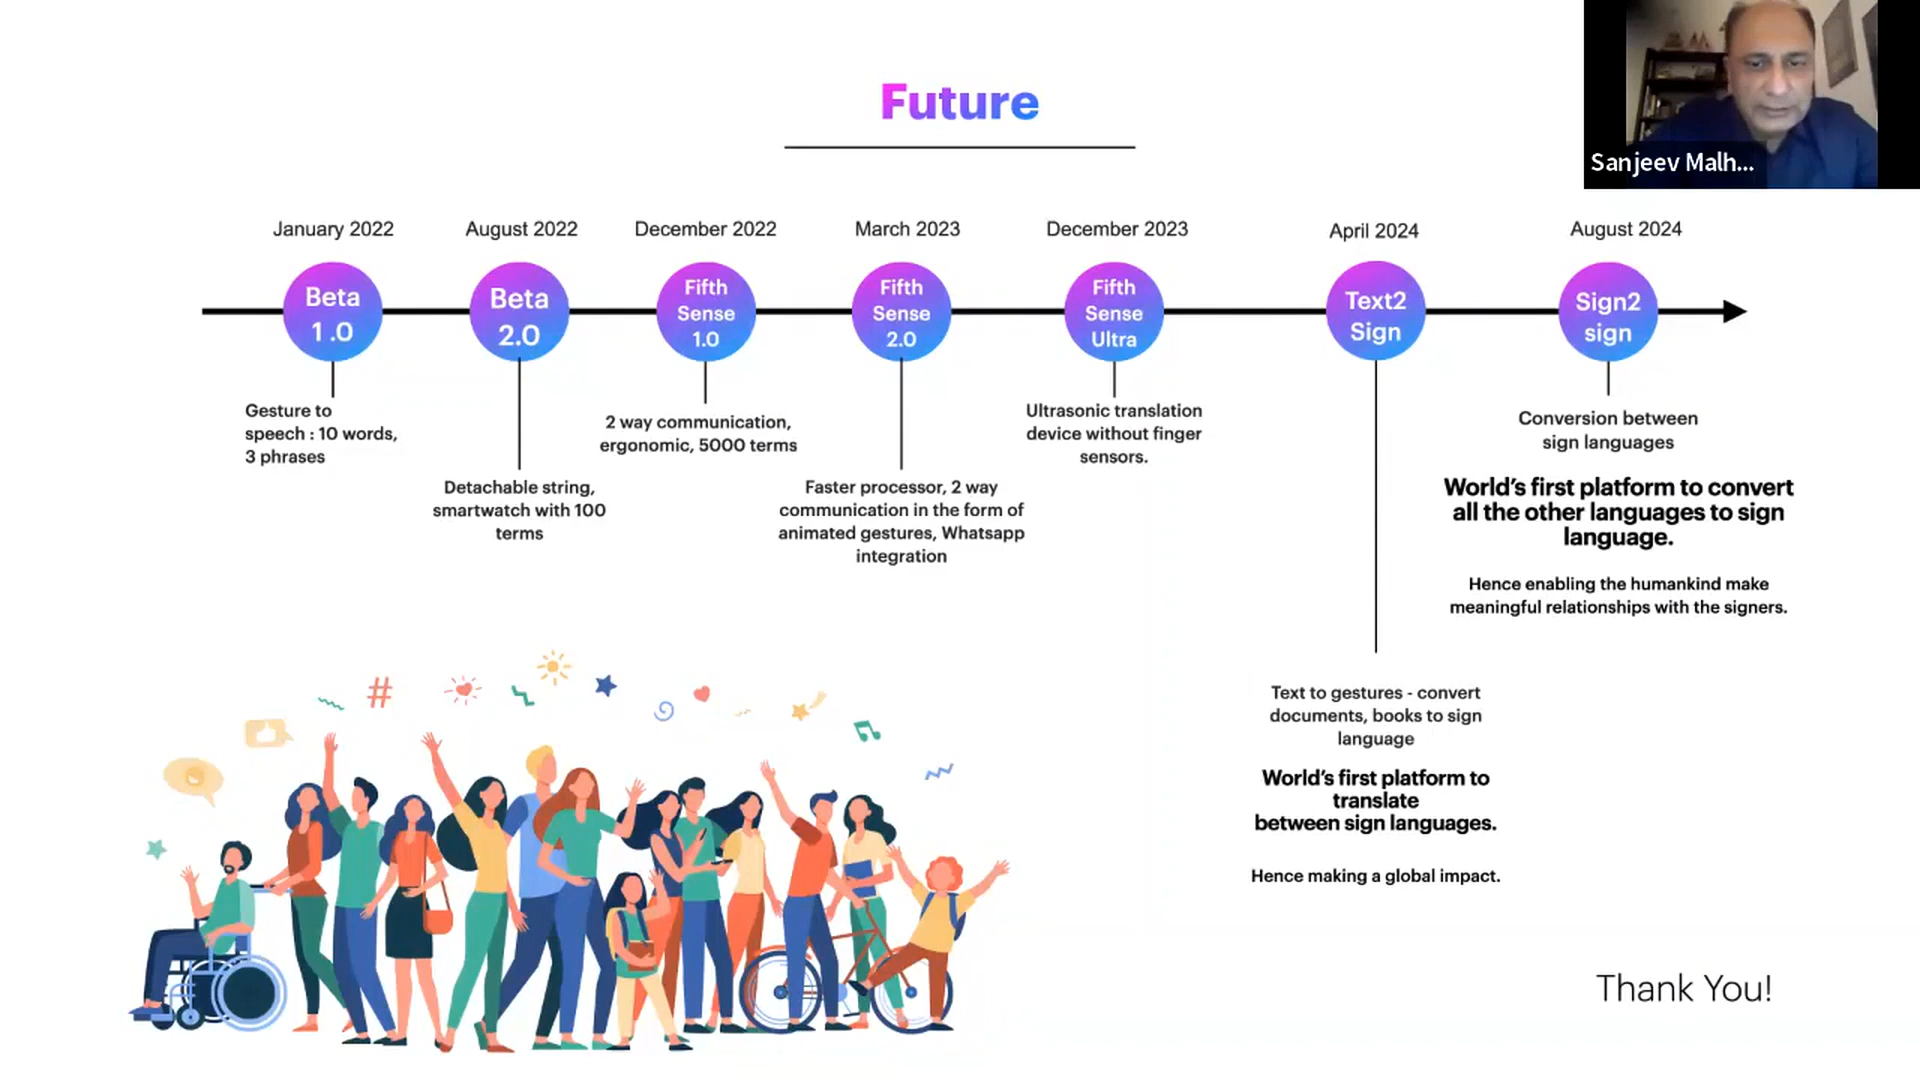 Future
Sanjeev Malh...
January 2022
August 2022
December 2022
March 2023
December 2023
April 2024
August 2024
Beta
1.0
Beta
2.0
Fifth
Sense
1.0
Fifth
Sense
2.0
Fifth
Sense
Ultra
Text2
Sign
Sign2
sign
Gesture to
speech : 10 words,
3 phrases
Detachable string,
smartwatch with 100
terms
2 way communication,
ergonomic, 5000 terms
Faster processor, 2 way
communication in the form of
animated gestures, Whatsapp
integration
Ultrasonic translation
device without finger
sensors.
Conversion between
sign languages
World's first platform to convert
all the other languages to sign
language.
Hence enabling the humankind make
meaningful relationships with the signers.
Text to gestures - convert
documents, books to sign
language
World's first platform to
translate
between sign languages.
Hence making a global impact.
#
Thank You!